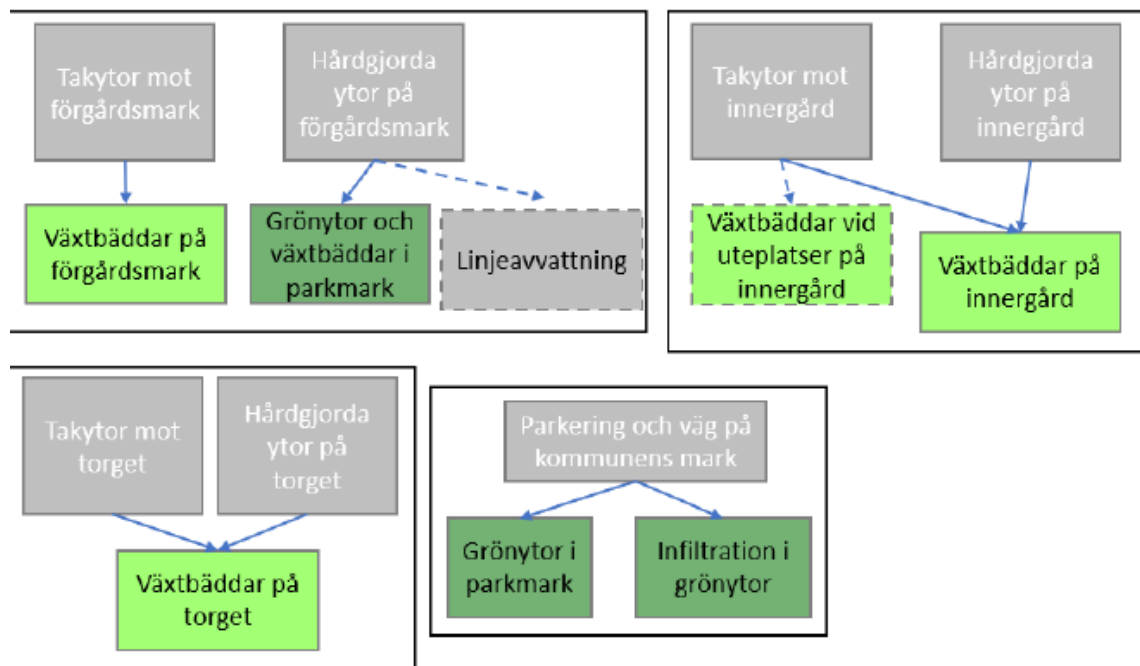 Takytor mot
förgårdsmark
Hårdgjorda
ytor på
förgårdsmark
Växtbäddar på
förgårdsmark
Grönytor och
växtbäddar i
parkmark
Linjeavvattning
Takytor mot
innergård
Hårdgjorda
ytor på
innergård
Växtbäddar vid
uteplatser på
innergård
Växtbäddar på
innergård
Takytor mot
torget
Hårdgjorda
ytor på
torget
Växtbäddar på
torget
Parkering och väg på
kommunens mark
Grönytor i
parkmark
Infiltration i
grönytor